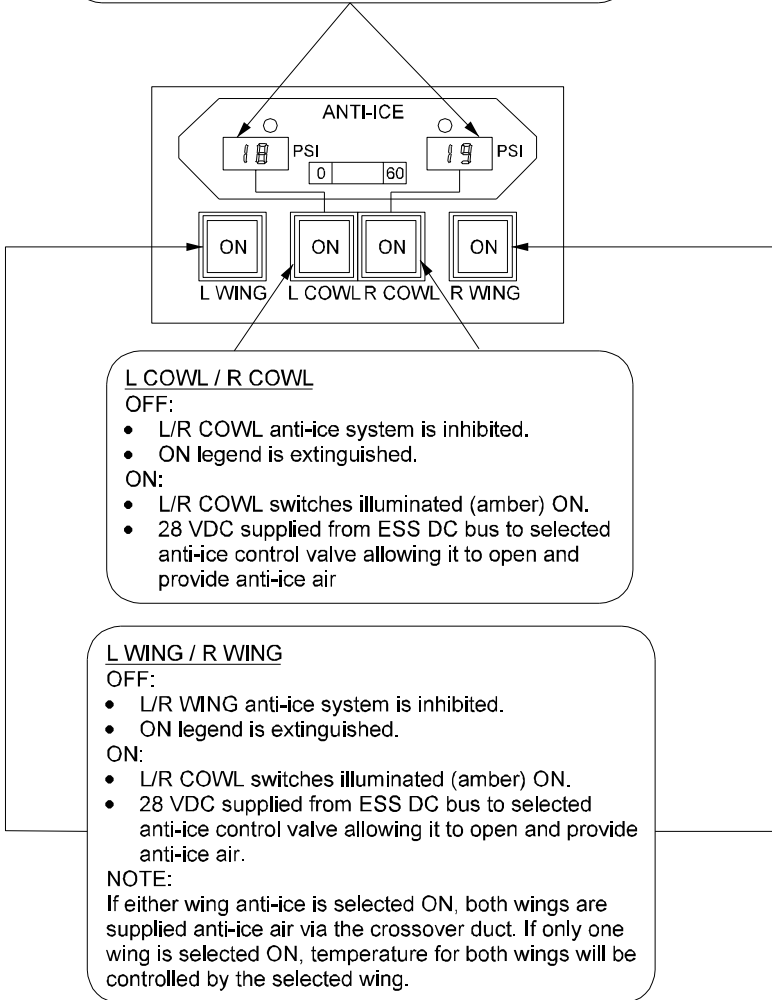 ANTI-ICE
18 PSI 19 PSI
0 60
ON ON ON ON
L WING L COWL R COWL R WING
L COWL / R COWL
OFF:
• L/R COWL anti-ice system is inhibited.
• ON legend is extinguished.
ON:
• L/R COWL switches illuminated (amber) ON.
• 28 VDC supplied from ESS DC bus to selected
anti-ice control valve allowing it to open and
provide anti-ice air
L WING / R WING
OFF:
• L/R WING anti-ice system is inhibited.
• ON legend is extinguished.
ON:
• L/R COWL switches illuminated (amber) ON.
• 28 VDC supplied from ESS DC bus to selected
anti-ice control valve allowing it to open and provide
anti-ice air.
NOTE:
If either wing anti-ice is selected ON, both wings are
supplied anti-ice air via the crossover duct. If only one
wing is selected ON, temperature for both wings will be
controlled by the selected wing.